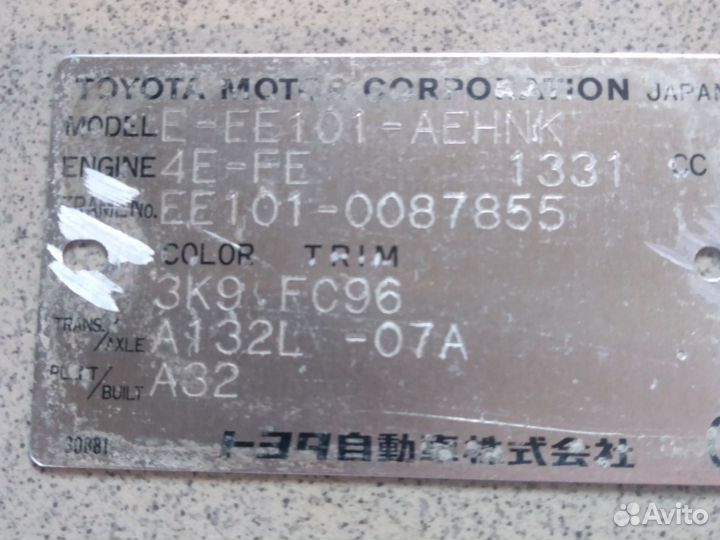 TOYOTA MOTOR CORPORATION JAPAN
MODEL E-EE101-AEHNK
ENGINE 4E-FE 1331 CC
FRAME No. EE101-0087855
COLOR TRIM
3K9 FC96
TRANS./AXLE A132L -07A
PLNT/BUILT A32
30881 トヨタ自動車株式会社
Avito